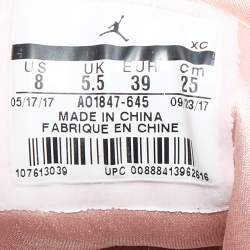 XC
US UK EUR cm
8 5.5 39 25
05/17/17 AO1847-645 09/23/17
MADE IN CHINA
FABRIQUE EN CHINE
107613039 UPC 00888413962616